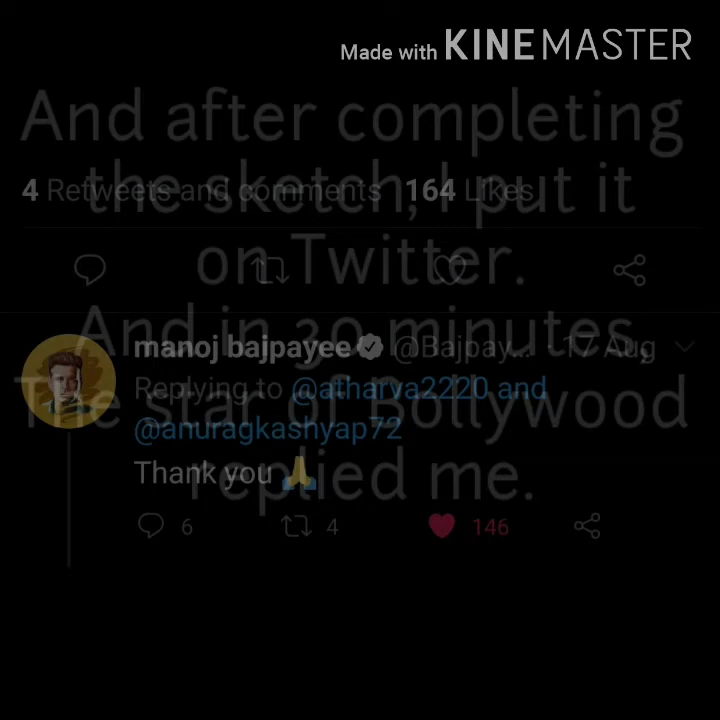 Made with KINEMASTER
And after completing
the sketch, I put it
on Twitter.
And in 30 minutes,
The star of Bollywood
replied me.
4 Retweets and comments 164 Likes
manoj bajpayee @Bajpay... · 17 Aug
Replying to @atharva2220 and
@anuragkashyap72
Thank you 🙏
6 4 146